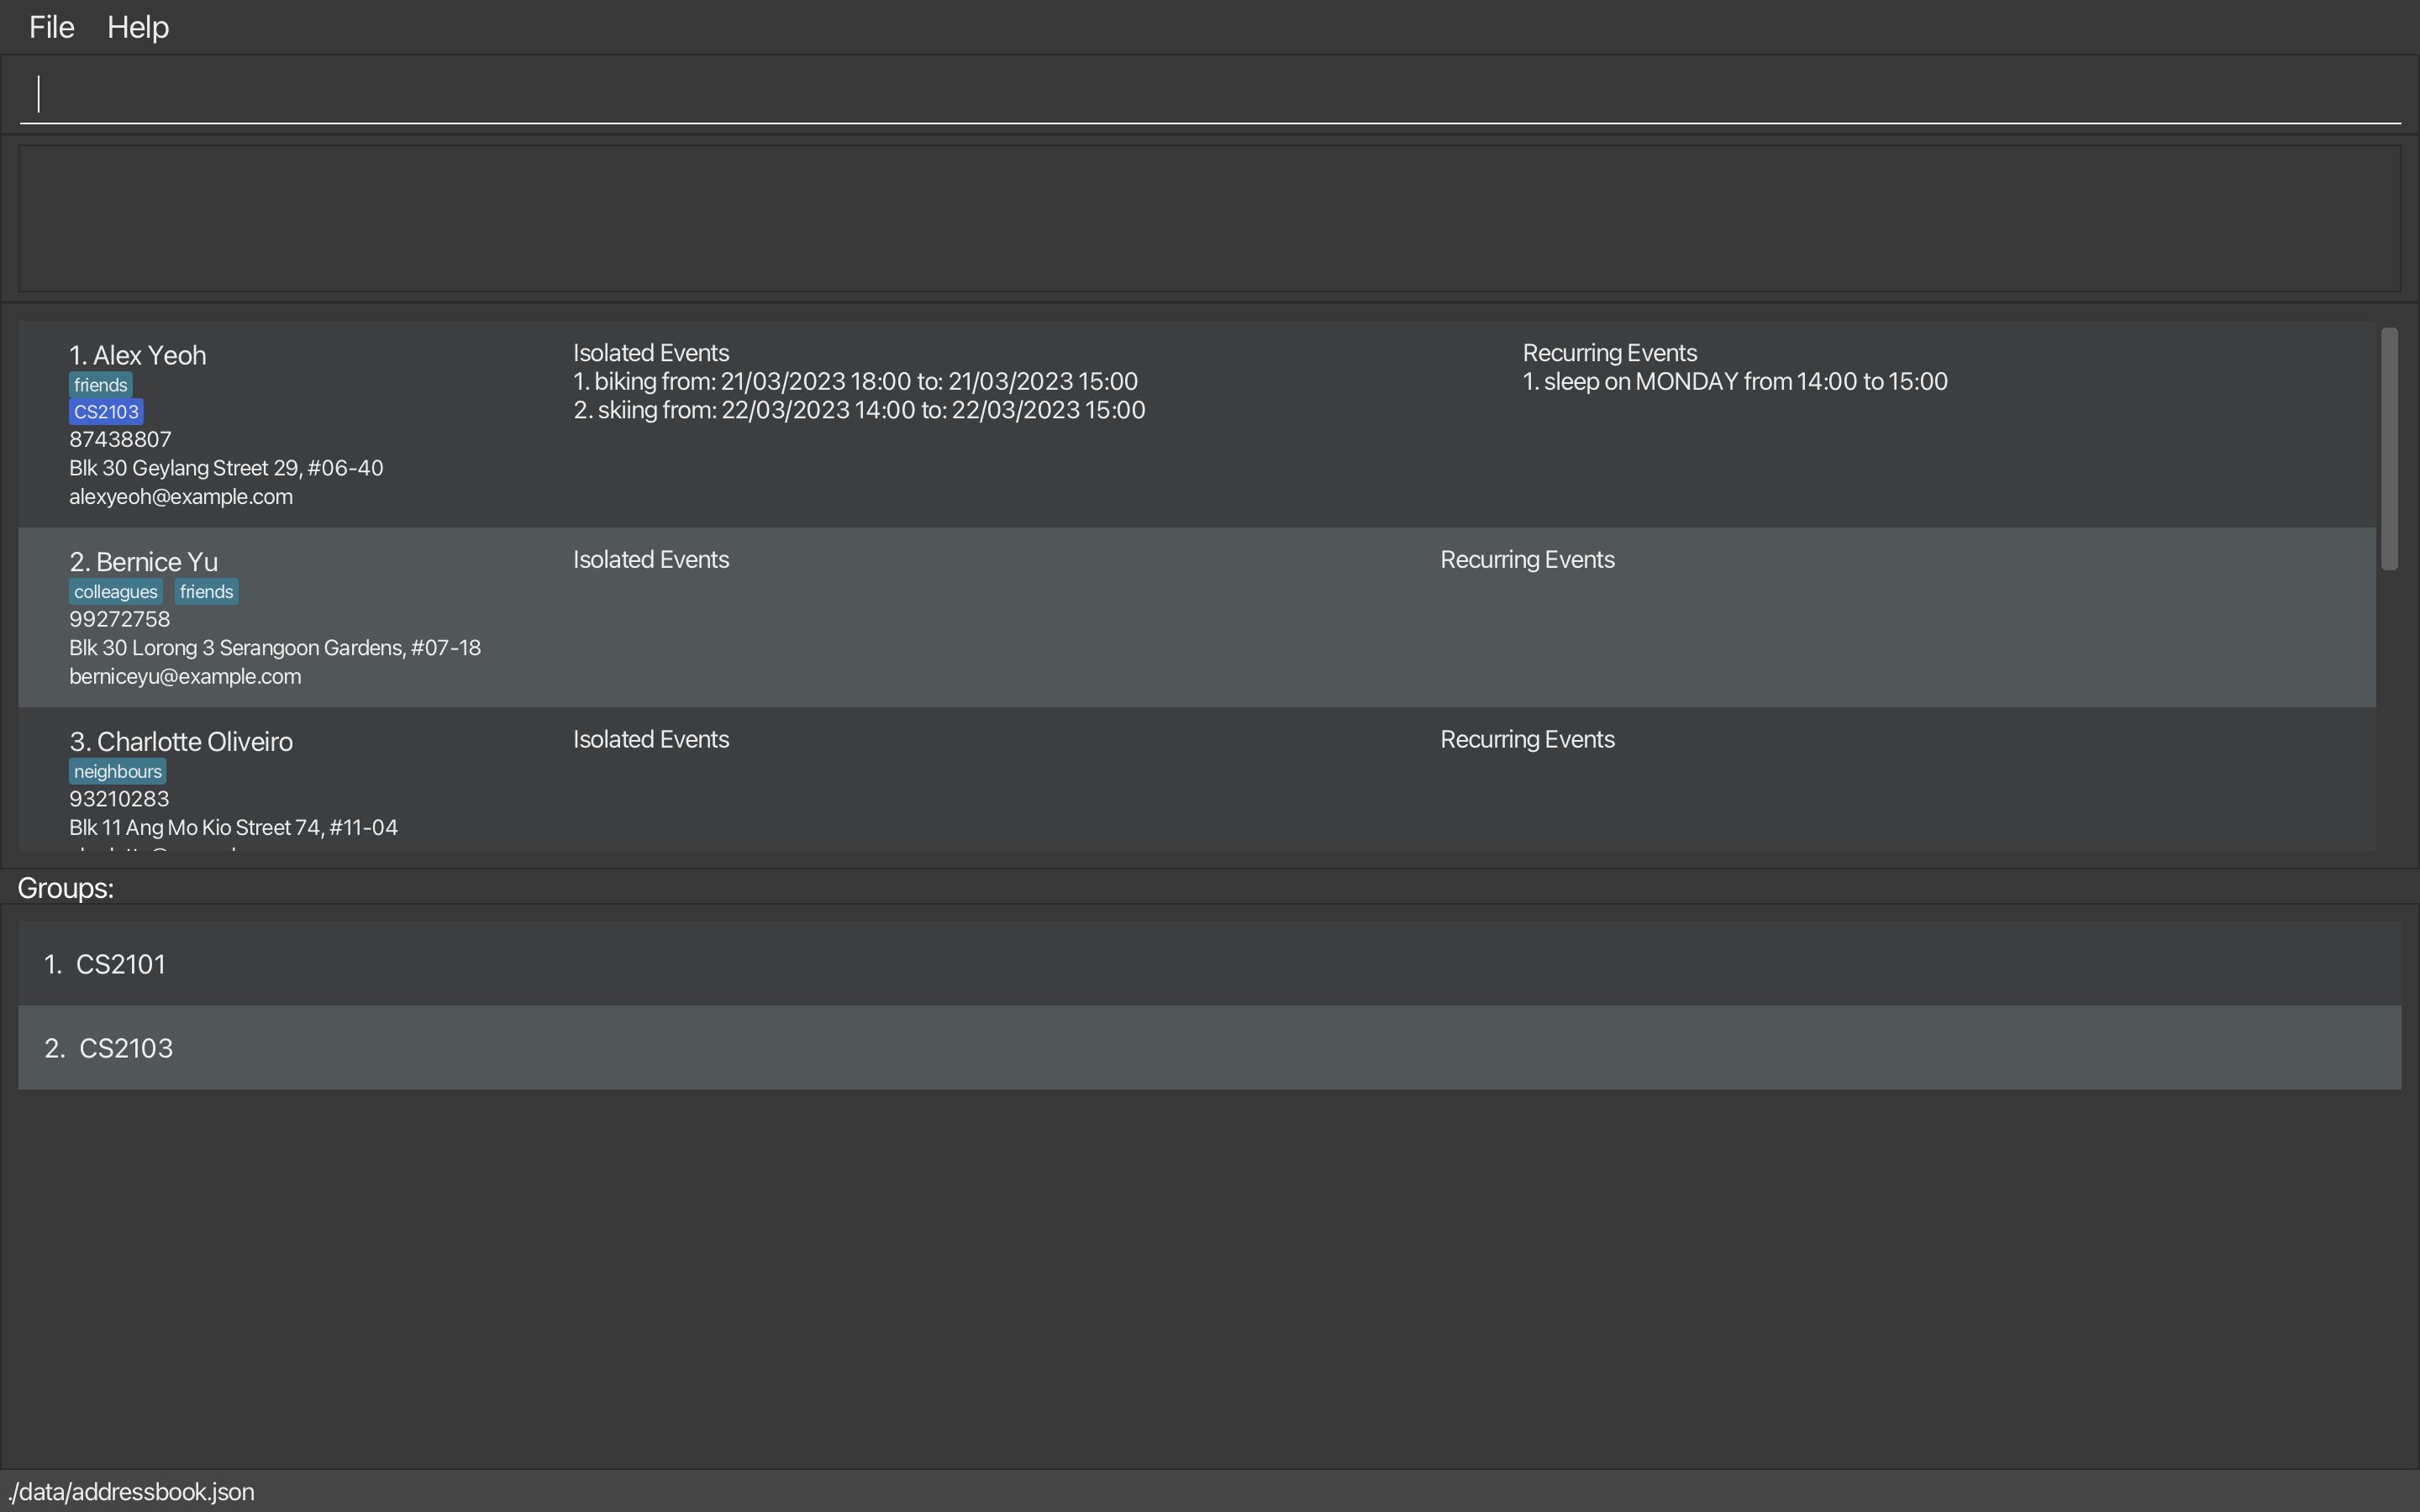 File Help
1. Alex Yeoh
friends
CS2103
87438807
Blk 30 Geylang Street 29, #06-40
alexyeoh@example.com
Isolated Events
1. biking from: 21/03/2023 18:00 to: 21/03/2023 15:00
2. skiing from: 22/03/2023 14:00 to: 22/03/2023 15:00
Recurring Events
1. sleep on MONDAY from 14:00 to 15:00
2. Bernice Yu
colleagues friends
99272758
Blk 30 Lorong 3 Serangoon Gardens, #07-18
berniceyu@example.com
Isolated Events
Recurring Events
3. Charlotte Oliveiro
neighbours
93210283
Blk 11 Ang Mo Kio Street 74, #11-04
Isolated Events
Recurring Events
Groups:
1. CS2101
2. CS2103
./data/addressbook.json